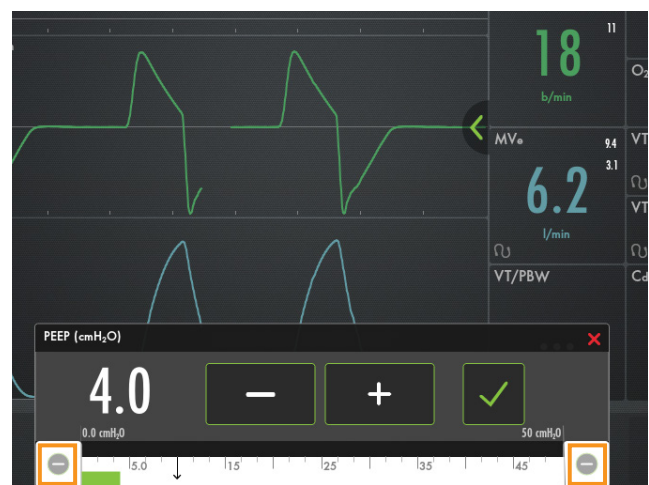 11
18
b/min
O₂
MVe
9.4
3.1
6.2
l/min
VT
VT
VT/PBW
Cd
PEEP (cmH₂O)
4.0
0.0 cmH₂O
50 cmH₂O
5.0 15 25 35 45